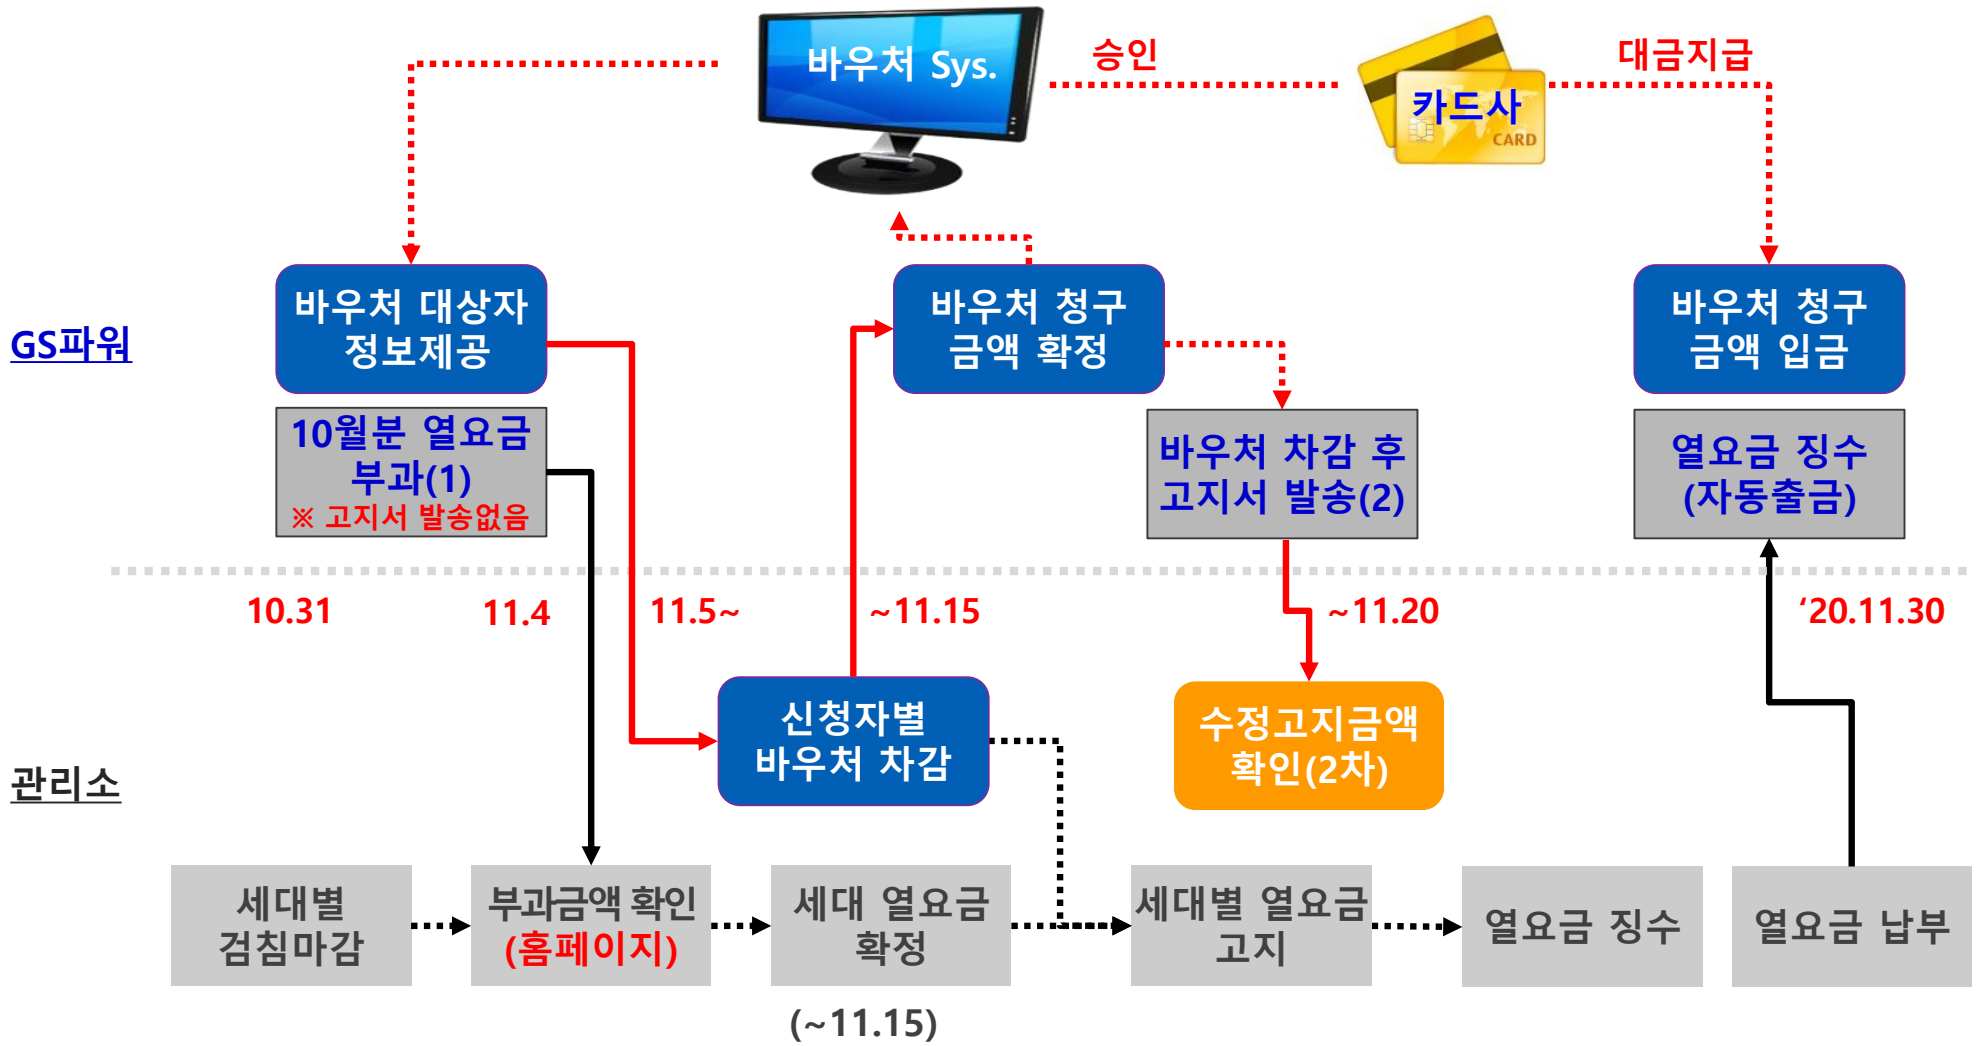 바우처 Sys.
승인
카드사
CARD
대금지급
GS파워
바우처 대상자
정보제공
바우처 청구
금액 확정
바우처 청구
금액 입금
10월분 열요금
부과(1)
※ 고지서 발송없음
바우처 차감 후
고지서 발송(2)
열요금 징수
(자동출금)
10.31
11.4
11.5~
~11.15
~11.20
‘20.11.30
관리소
신청자별
바우처 차감
수정고지금액
확인(2차)
세대별
검침마감
부과금액 확인
(홈페이지)
세대 열요금
확정
세대별 열요금
고지
열요금 징수
열요금 납부
(~11.15)